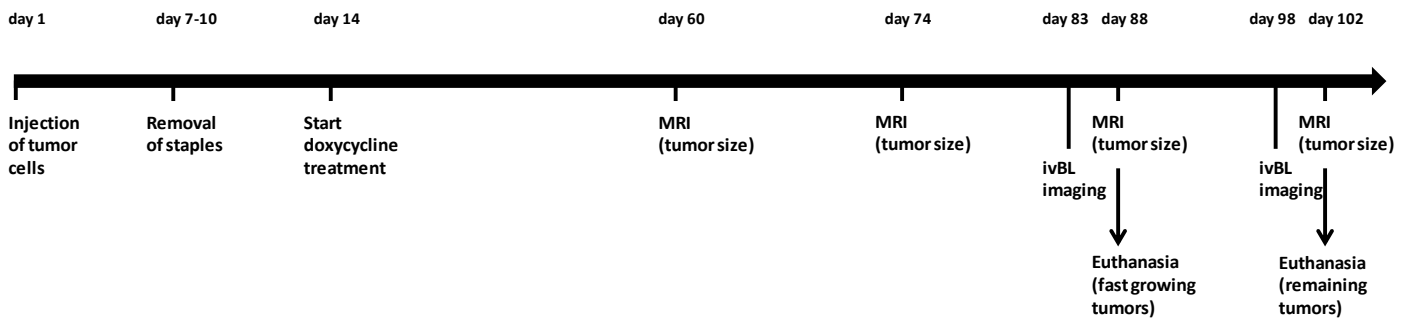 day 1
day 7-10
day 14
day 60
day 74
day 83
day 88
day 98
day 102
Injection
of tumor
cells
Removal
of staples
Start
doxycycline
treatment
MRI
(tumor size)
MRI
(tumor size)
ivBL
imaging
MRI
(tumor size)
Euthanasia
(fast growing
tumors)
ivBL
imaging
MRI
(tumor size)
Euthanasia
(remaining
tumors)